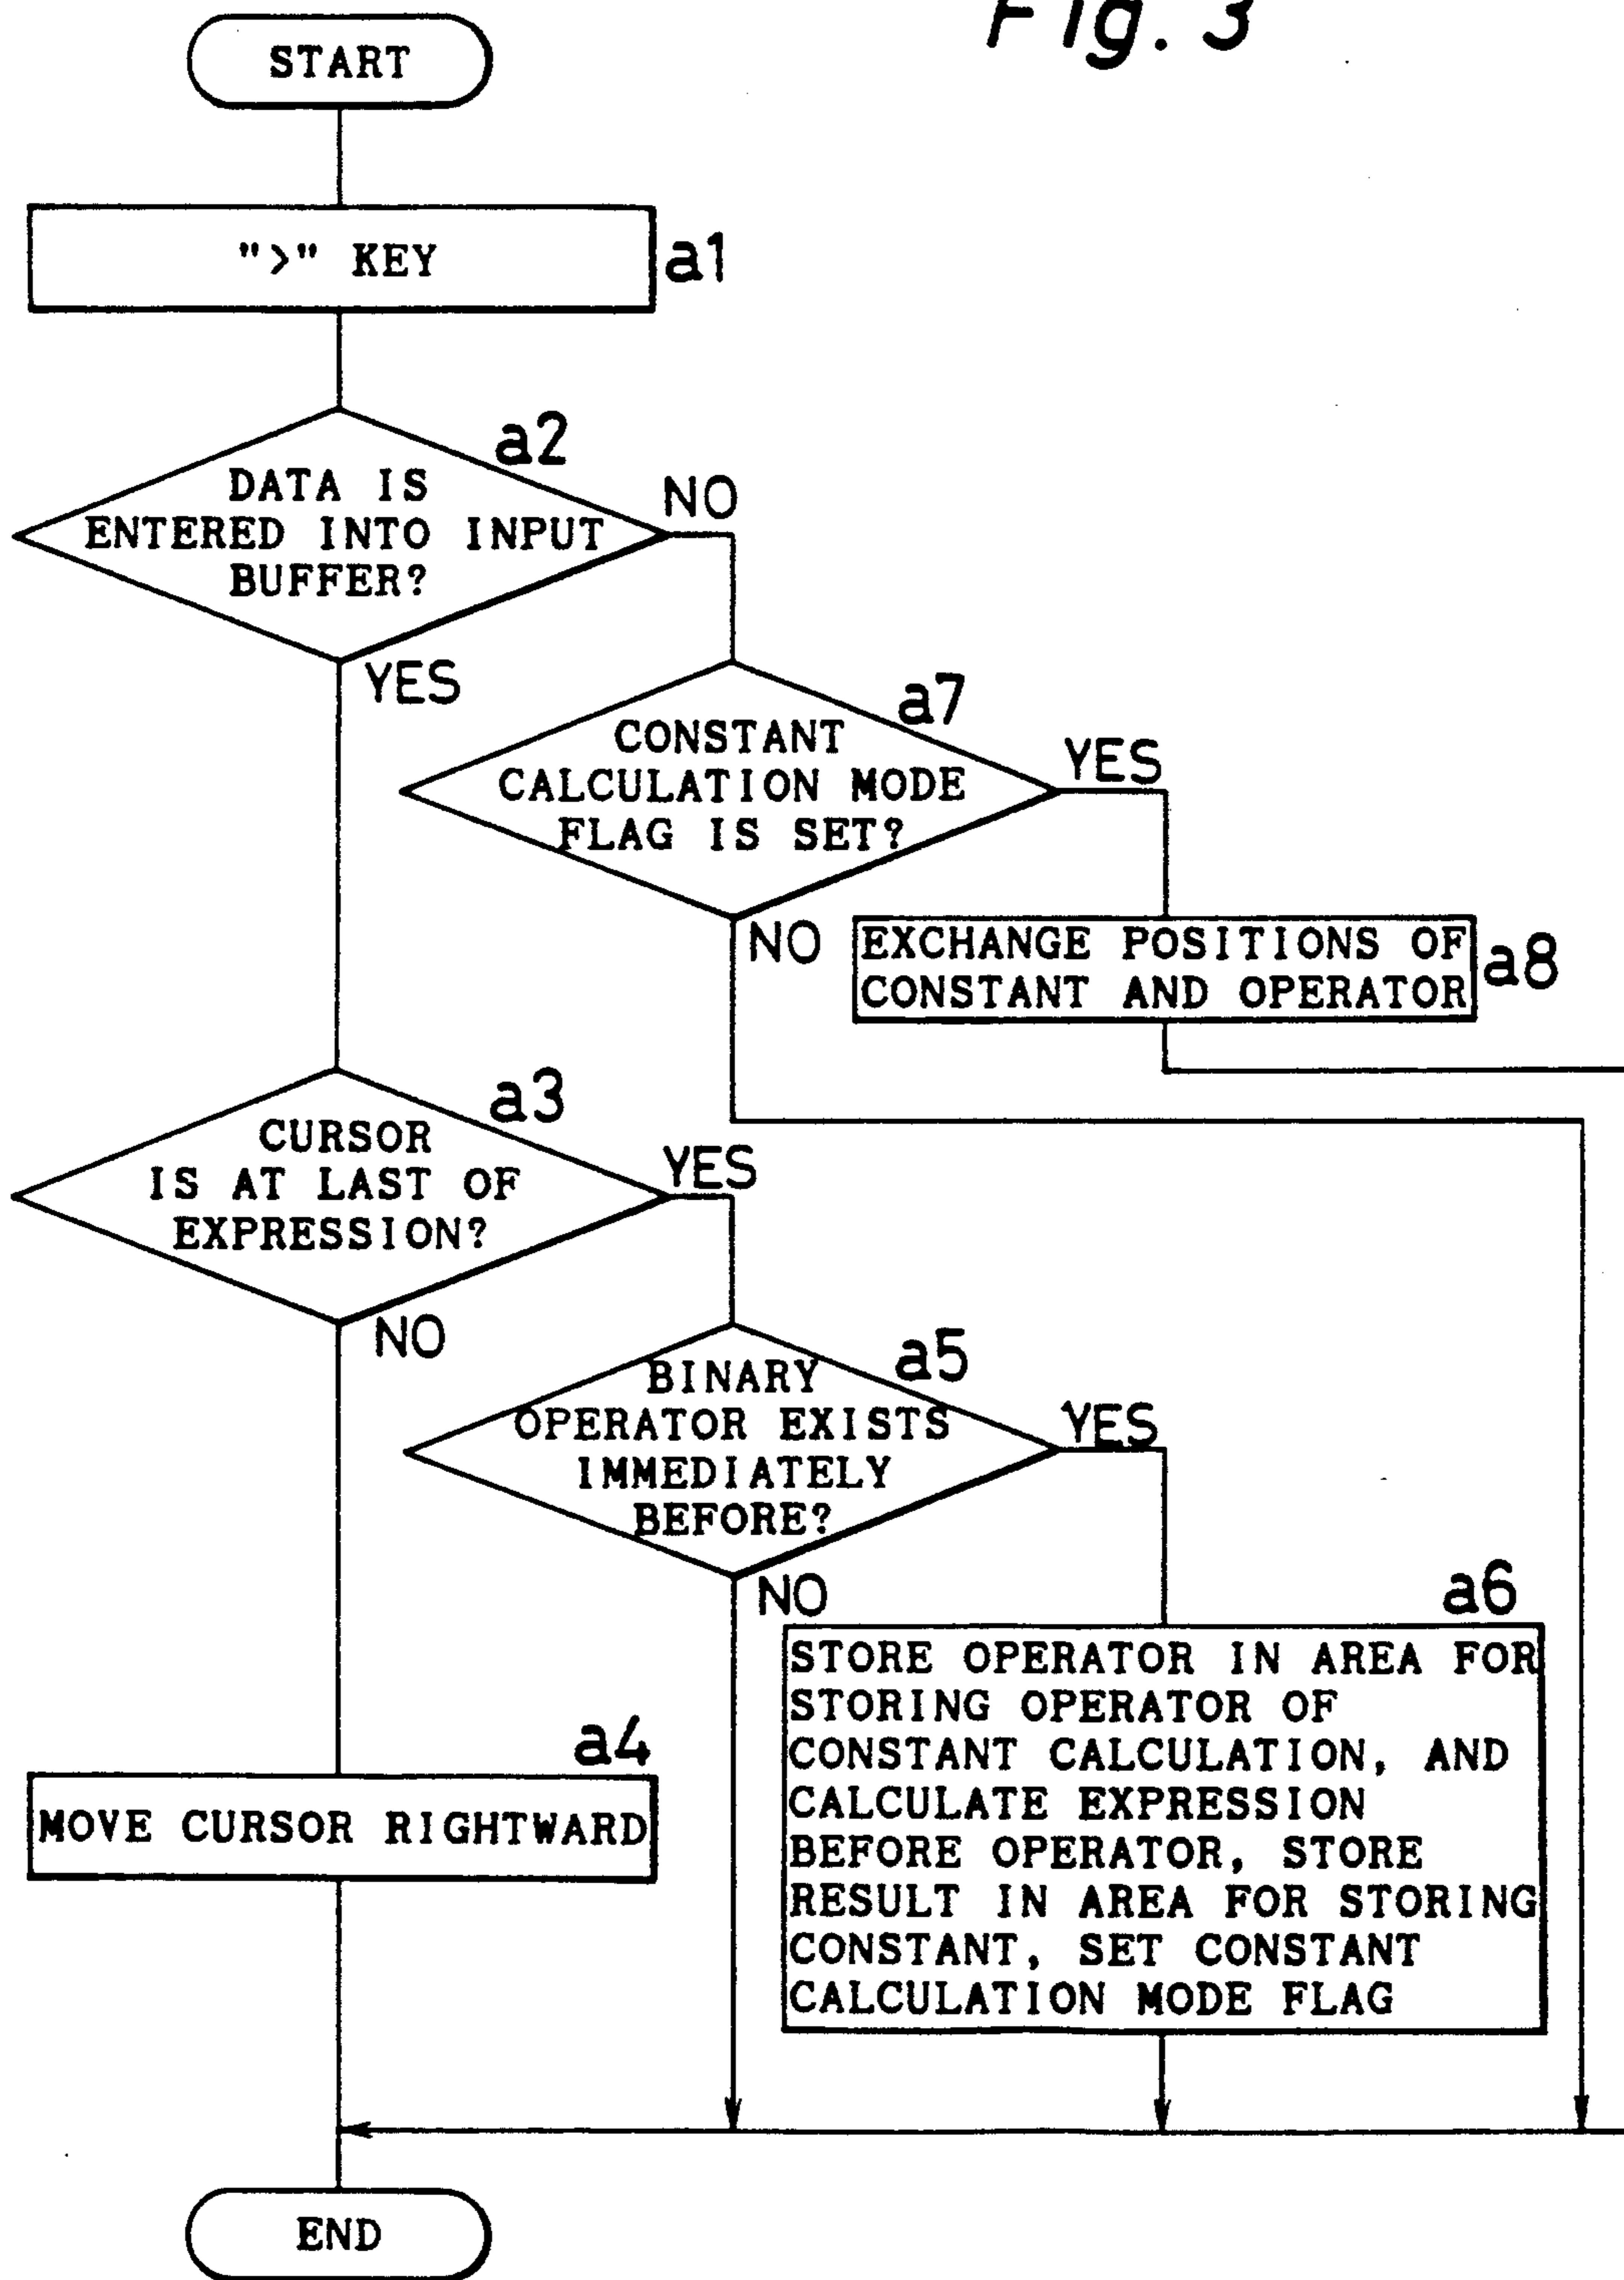 Fig. 3
START
">" KEY
a1
a2
DATA IS
ENTERED INTO INPUT
BUFFER?
NO
YES
a7
CONSTANT
CALCULATION MODE
FLAG IS SET?
YES
NO
EXCHANGE POSITIONS OF
CONSTANT AND OPERATOR
a8
a3
CURSOR
IS AT LAST OF
EXPRESSION?
YES
NO
a5
BINARY
OPERATOR EXISTS
IMMEDIATELY
BEFORE?
YES
NO
a6
STORE OPERATOR IN AREA FOR
STORING OPERATOR OF
CONSTANT CALCULATION, AND
CALCULATE EXPRESSION
BEFORE OPERATOR, STORE
RESULT IN AREA FOR STORING
CONSTANT, SET CONSTANT
CALCULATION MODE FLAG
a4
MOVE CURSOR RIGHTWARD
END